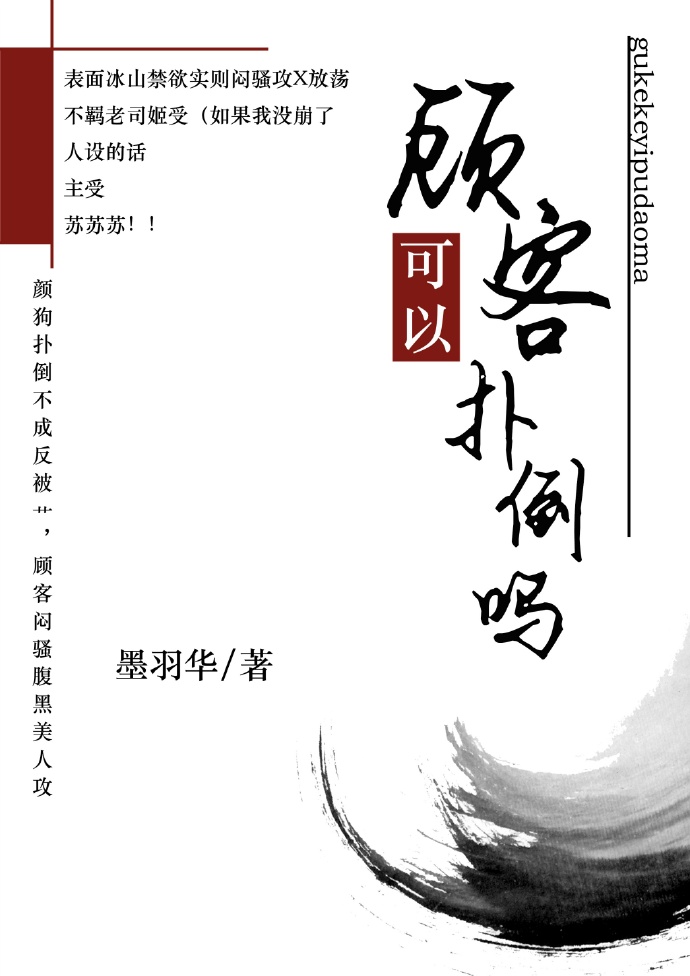 表面冰山禁欲实则闷骚攻X放荡
不羁老司姬受（如果我没崩了
人设的话
主受
苏苏苏！！
顾客
可以
扑倒吗
gukekeyipudaoma
颜狗扑倒不成反被艹，顾客闷骚腹黑美人攻
墨羽华/著